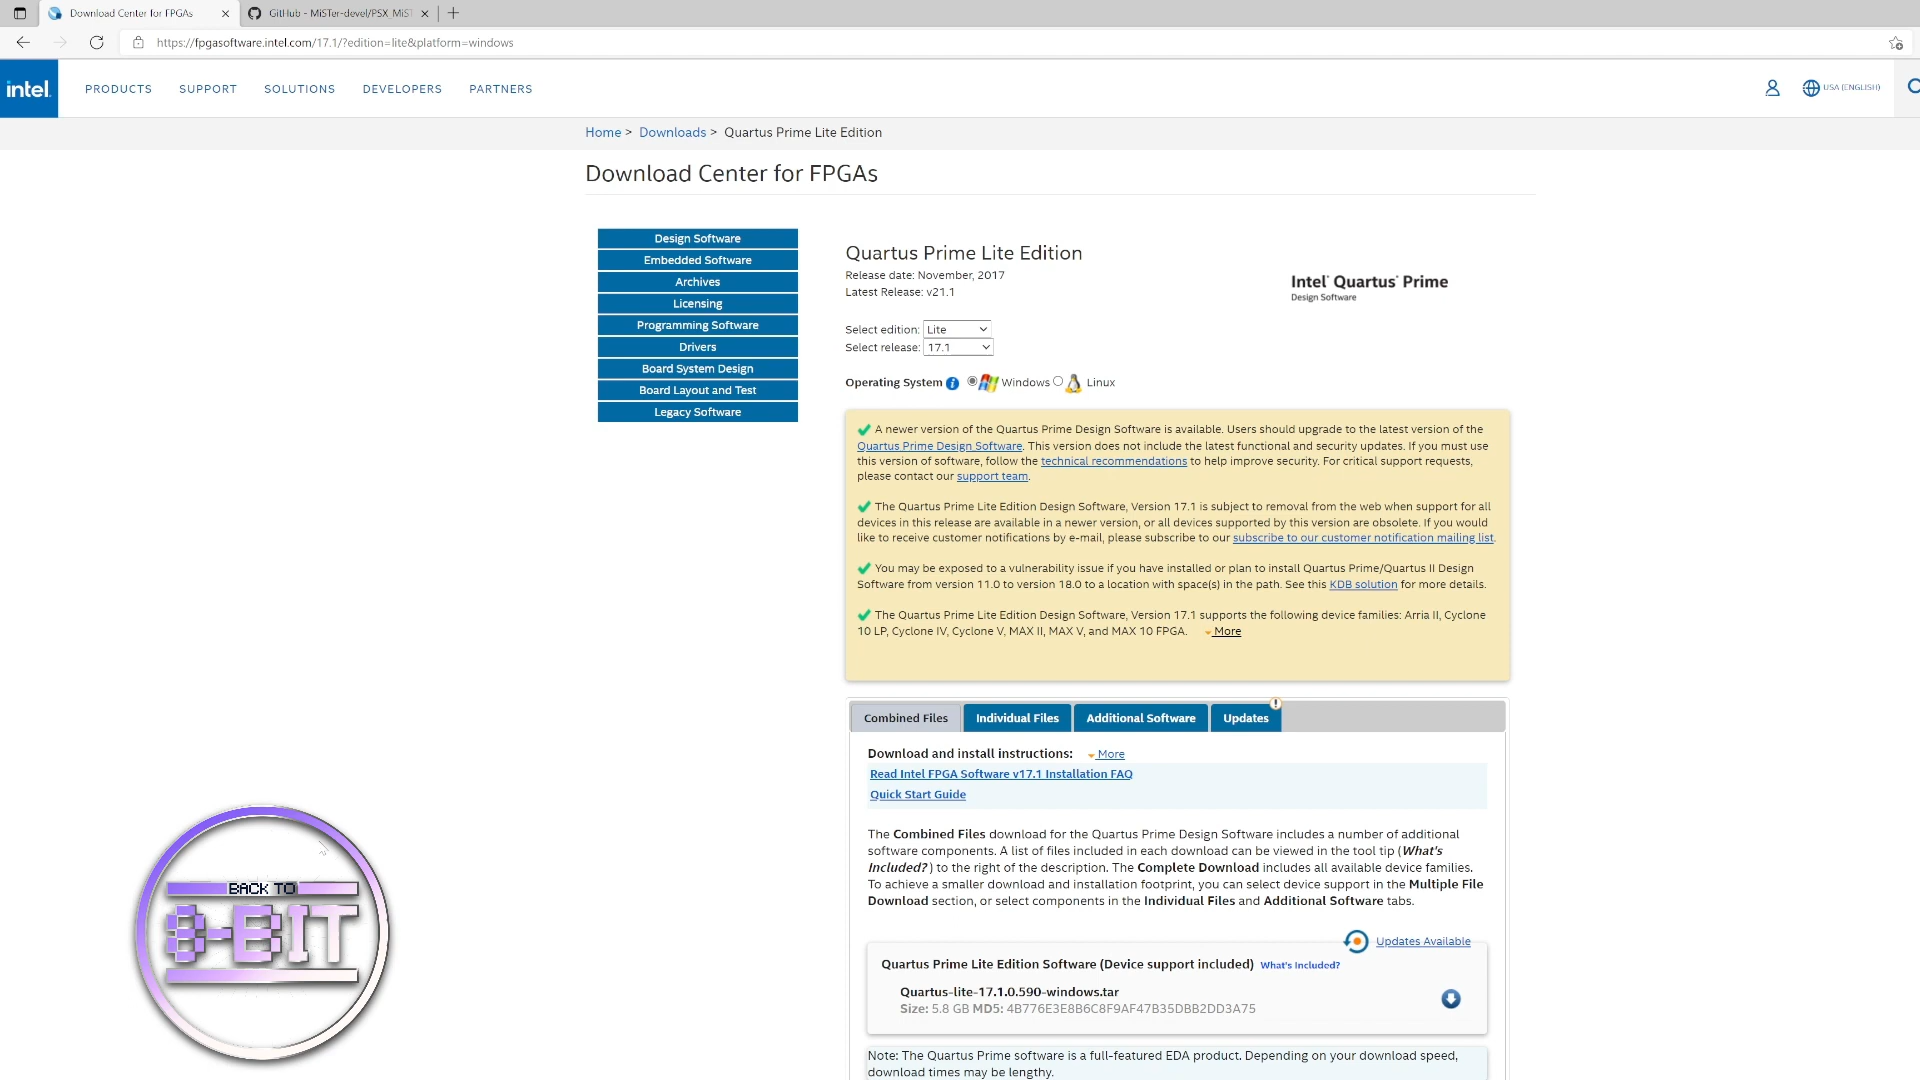 Download Center for FPGAs
GitHub - MiSTer-devel/PSX_MiST
https://fpgasoftware.intel.com/17.1/?edition=lite&platform=windows
intel.
PRODUCTS
SUPPORT
SOLUTIONS
DEVELOPERS
PARTNERS
USA (ENGLISH)
Home > Downloads > Quartus Prime Lite Edition
Download Center for FPGAs
Design Software
Embedded Software
Archives
Licensing
Programming Software
Drivers
Board System Design
Board Layout and Test
Legacy Software
Quartus Prime Lite Edition
Release date: November, 2017
Latest Release: v21.1
Intel® Quartus® Prime
Design Software
Select edition: Lite
Select release: 17.1
Operating System i Windows Linux
A newer version of the Quartus Prime Design Software is available. Users should upgrade to the latest version of the
Quartus Prime Design Software. This version does not include the latest functional and security updates. If you must use
this version of software, follow the technical recommendations to help improve security. For critical support requests,
please contact our support team.
The Quartus Prime Lite Edition Design Software, Version 17.1 is subject to removal from the web when support for all
devices in this release are available in a newer version, or all devices supported by this version are obsolete. If you would
like to receive customer notifications by e-mail, please subscribe to our subscribe to our customer notification mailing list.
You may be exposed to a vulnerability issue if you have installed or plan to install Quartus Prime/Quartus II Design
Software from version 11.0 to version 18.0 to a location with space(s) in the path. See this KDB solution for more details.
The Quartus Prime Lite Edition Design Software, Version 17.1 supports the following device families: Arria II, Cyclone
10 LP, Cyclone IV, Cyclone V, MAX II, MAX V, and MAX 10 FPGA. More
Combined Files
Individual Files
Additional Software
Updates
!
Download and install instructions: More
Read Intel FPGA Software v17.1 Installation FAQ
Quick Start Guide
The Combined Files download for the Quartus Prime Design Software includes a number of additional
software components. A list of files included in each download can be viewed in the tool tip (What's
Included?) to the right of the description. The Complete Download includes all available device families.
To achieve a smaller download and installation footprint, you can select device support in the Multiple File
Download section, or select components in the Individual Files and Additional Software tabs.
Updates Available
Quartus Prime Lite Edition Software (Device support included) What's Included?
Quartus-lite-17.1.0.590-windows.tar
Size: 5.8 GB MD5: 4B776E3E8B6C8F9AF47B35DBB2DD3A75
Note: The Quartus Prime software is a full-featured EDA product. Depending on your download speed,
download times may be lengthy.
BACK TO
8-BIT